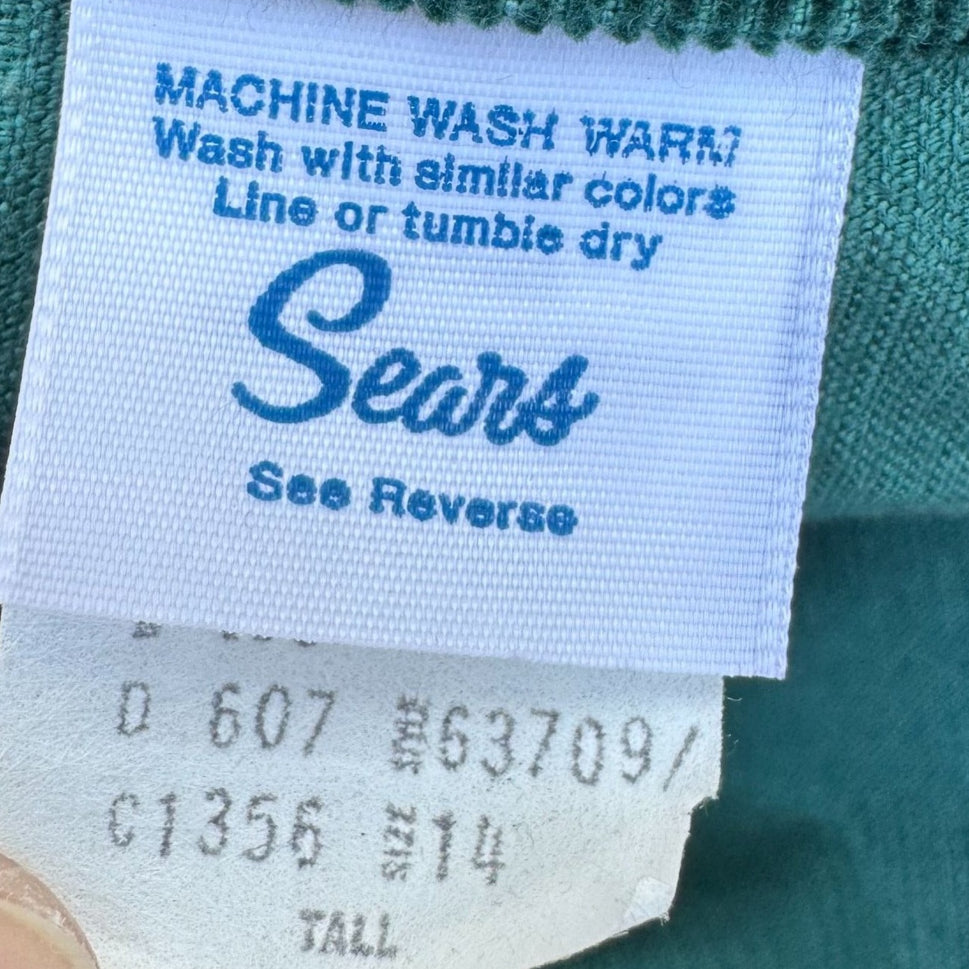 MACHINE WASH WARM
Wash with similar colors
Line or tumble dry
Sears
See Reverse
D 607 63709/
C1356 SIZE 14
TALL